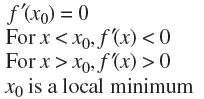 f′(x₀) = 0
For x < x₀, f′(x) < 0
For x > x₀, f′(x) > 0
x₀ is a local minimum